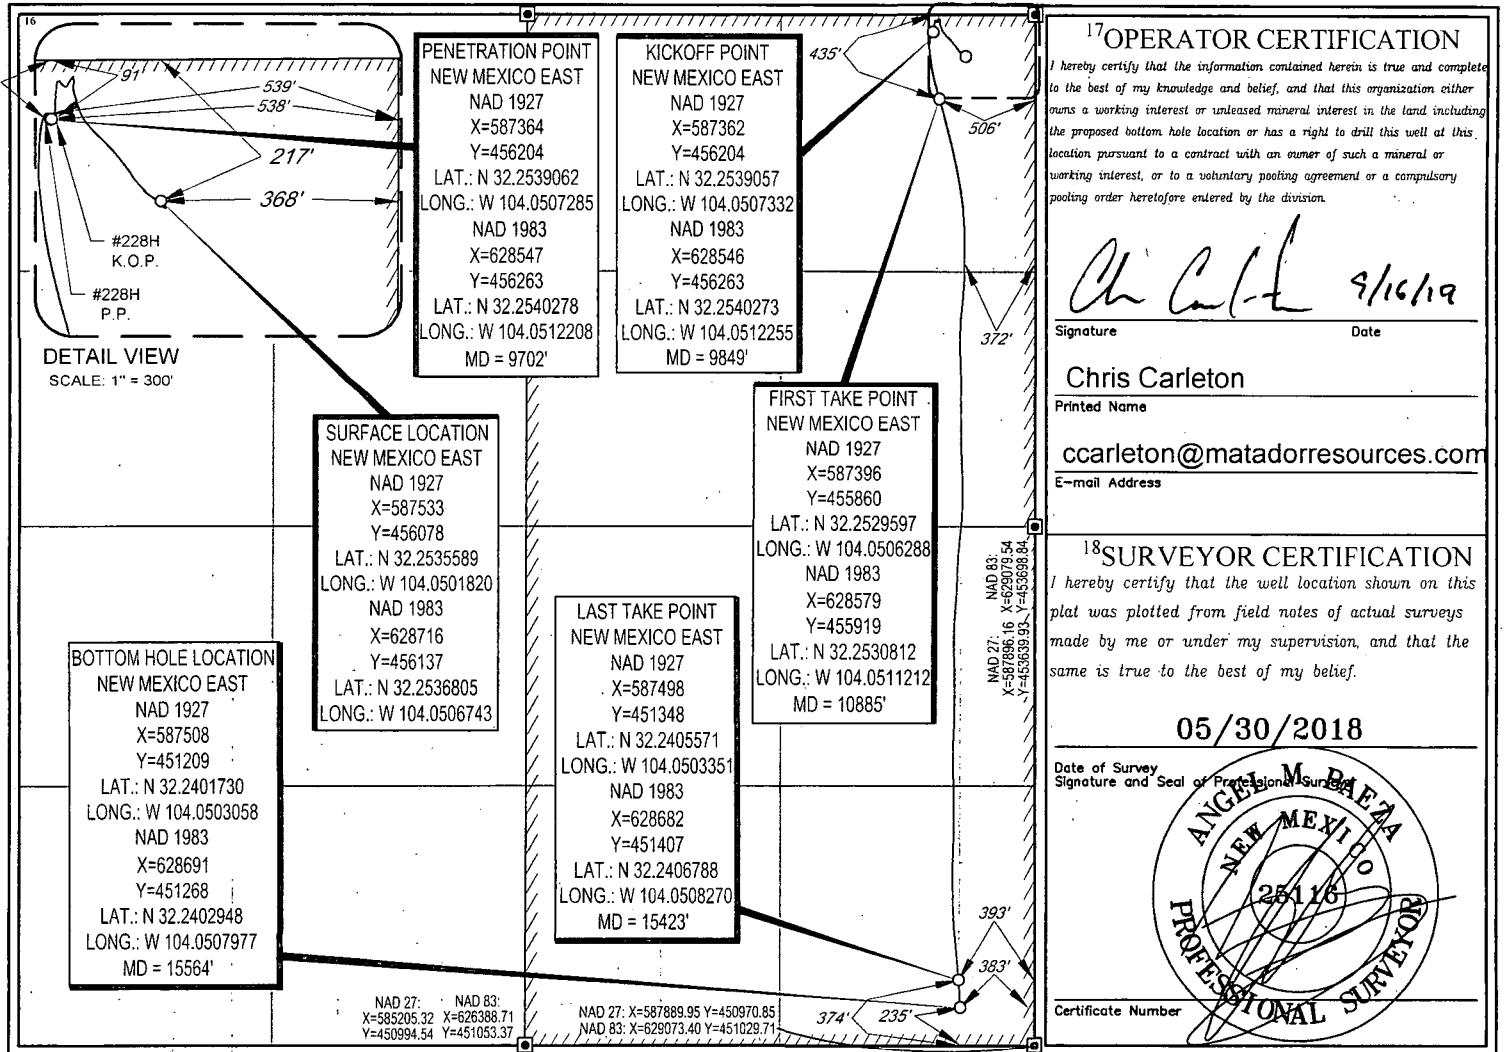 16
91'
539'
538'
217'
368'
#228H
K.O.P.
#228H
P.P.
DETAIL VIEW
SCALE: 1" = 300'
PENETRATION POINT
NEW MEXICO EAST
NAD 1927
X=587364
Y=456204
LAT.: N 32.2539062
LONG.: W 104.0507285
NAD 1983
X=628547
Y=456263
LAT.: N 32.2540278
LONG.: W 104.0512208
MD = 9702'
KICKOFF POINT
NEW MEXICO EAST
NAD 1927
X=587362
Y=456204
LAT.: N 32.2539057
LONG.: W 104.0507332
NAD 1983
X=628546
Y=456263
LAT.: N 32.2540273
LONG.: W 104.0512255
MD = 9849'
435'
506'
372'
SURFACE LOCATION
NEW MEXICO EAST
NAD 1927
X=587533
Y=456078
LAT.: N 32.2535589
LONG.: W 104.0501820
NAD 1983
X=628716
Y=456137
LAT.: N 32.2536805
LONG.: W 104.0506743
FIRST TAKE POINT
NEW MEXICO EAST
NAD 1927
X=587396
Y=455860
LAT.: N 32.2529597
LONG.: W 104.0506288
NAD 1983
X=628579
Y=455919
LAT.: N 32.2530812
LONG.: W 104.0511212
MD = 10885'
NAD 27:
X=587896.16
Y=453639.93
NAD 83:
X=629079.54
Y=453698.84
LAST TAKE POINT
NEW MEXICO EAST
NAD 1927
X=587498
Y=451348
LAT.: N 32.2405571
LONG.: W 104.0503351
NAD 1983
X=628682
Y=451407
LAT.: N 32.2406788
LONG.: W 104.0508270
MD = 15423'
BOTTOM HOLE LOCATION
NEW MEXICO EAST
NAD 1927
X=587508
Y=451209
LAT.: N 32.2401730
LONG.: W 104.0503058
NAD 1983
X=628691
Y=451268
LAT.: N 32.2402948
LONG.: W 104.0507977
MD = 15564'
393'
383'
374'
235'
NAD 27:
X=585205.32
Y=450994.54
NAD 83:
X=626388.71
Y=451053.37
NAD 27: X=587889.95 Y=450970.85
NAD 83: X=629073.40 Y=451029.71
17 OPERATOR CERTIFICATION
I hereby certify that the information contained herein is true and complete
to the best of my knowledge and belief, and that this organization either
owns a working interest or unleased mineral interest in the land including
the proposed bottom hole location or has a right to drill this well at this
location pursuant to a contract with an owner of such a mineral or
working interest, or to a voluntary pooling agreement or a compulsory
pooling order heretofore entered by the division.
9/16/19
Signature Date
Chris Carleton
Printed Name
ccarleton@matadorresources.com
E-mail Address
18 SURVEYOR CERTIFICATION
I hereby certify that the well location shown on this
plat was plotted from field notes of actual surveys
made by me or under my supervision, and that the
same is true to the best of my belief.
05/30/2018
Date of Survey
Signature and Seal of Professional Surveyor
ANGEL M. BAEZA
NEW MEXICO
25116
PROFESSIONAL SURVEYOR
Certificate Number